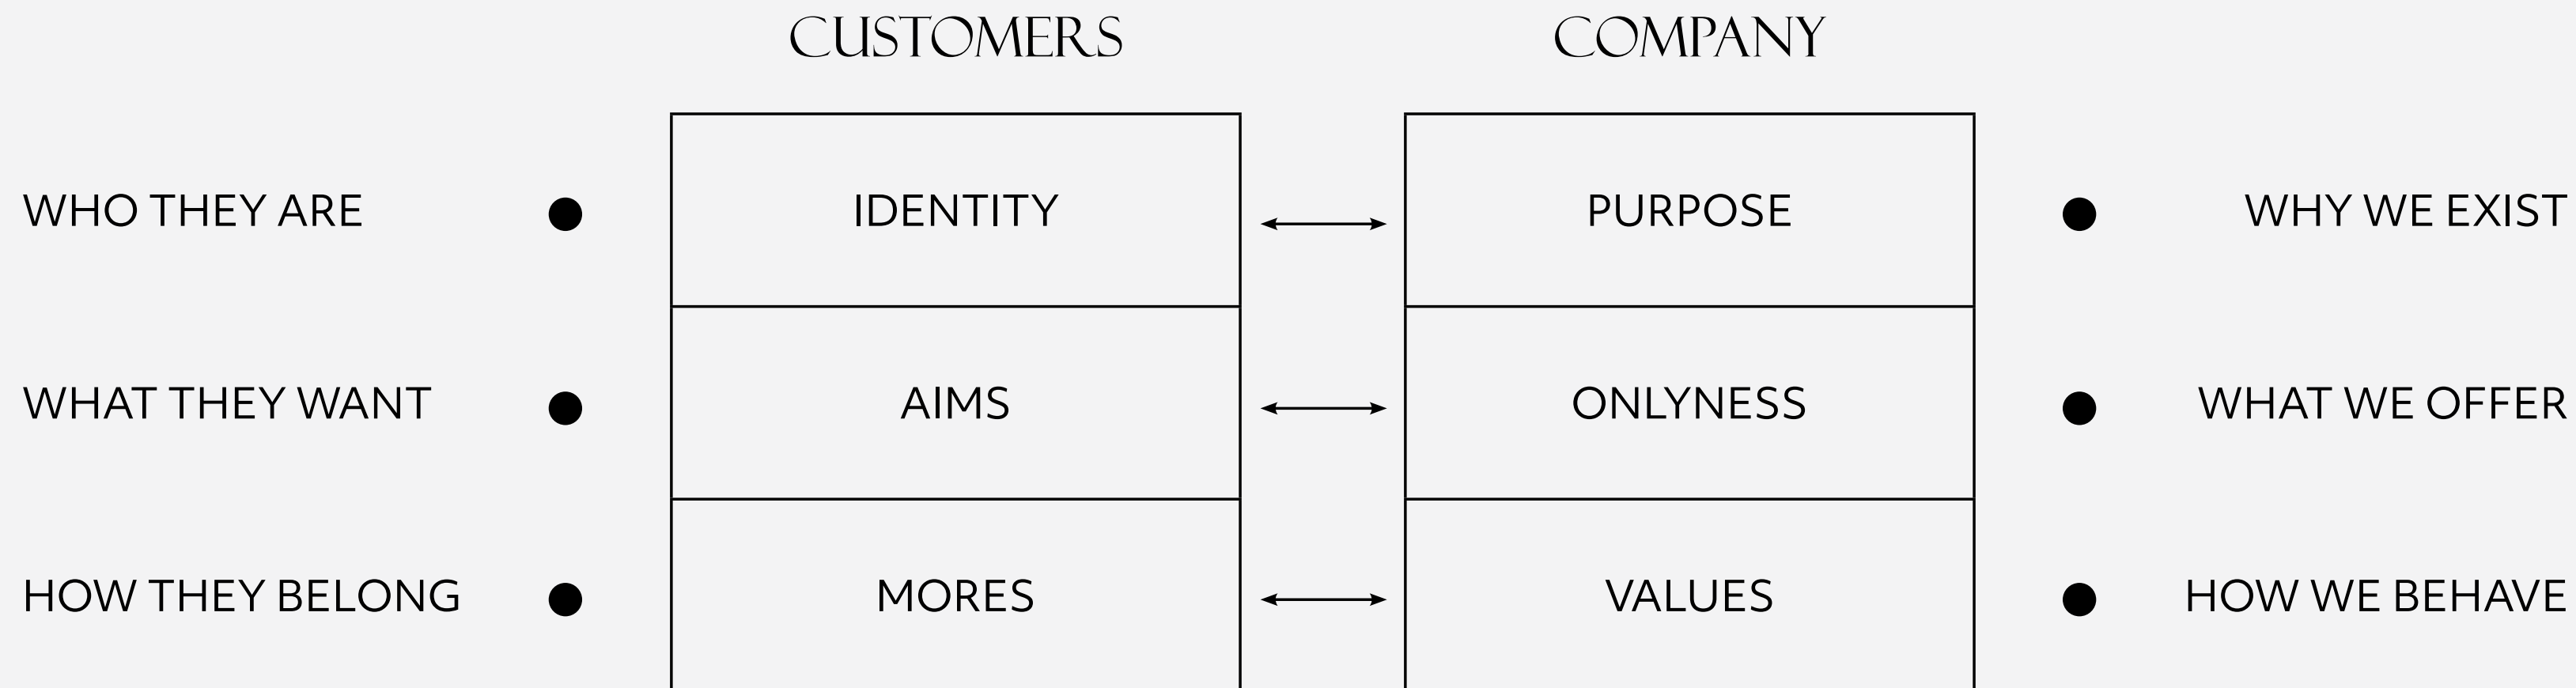 CUSTOMERS COMPANY
WHO THEY ARE IDENTITY PURPOSE WHY WE EXIST
WHAT THEY WANT AIMS ONLYNESS WHAT WE OFFER
HOW THEY BELONG MORES VALUES HOW WE BEHAVE